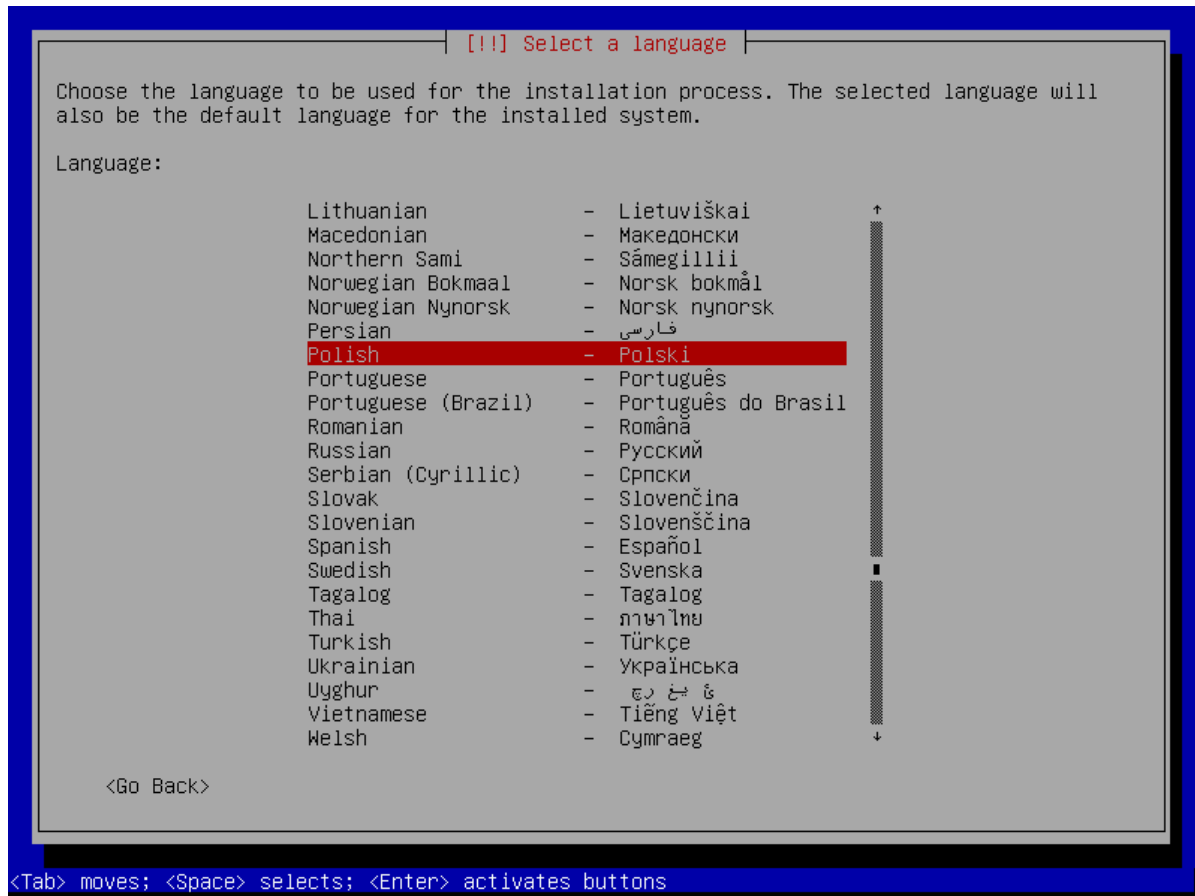 [!!] Select a language
Choose the language to be used for the installation process. The selected language will
also be the default language for the installed system.
Language:
Lithuanian - Lietuviškai
Macedonian - Македонски
Northern Sami - Sámegillii
Norwegian Bokmaal - Norsk bokmål
Norwegian Nynorsk - Norsk nynorsk
Persian - فارسی
Polish - Polski
Portuguese - Português
Portuguese (Brazil) - Português do Brasil
Romanian - Română
Russian - Русский
Serbian (Cyrillic) - Српски
Slovak - Slovenčina
Slovenian - Slovenščina
Spanish - Español
Swedish - Svenska
Tagalog - Tagalog
Thai - ภาษาไทย
Turkish - Türkçe
Ukrainian - Українська
Uyghur -
Vietnamese - Tiếng Việt
Welsh - Cymraeg
<Go Back>
<Tab> moves; <Space> selects; <Enter> activates buttons